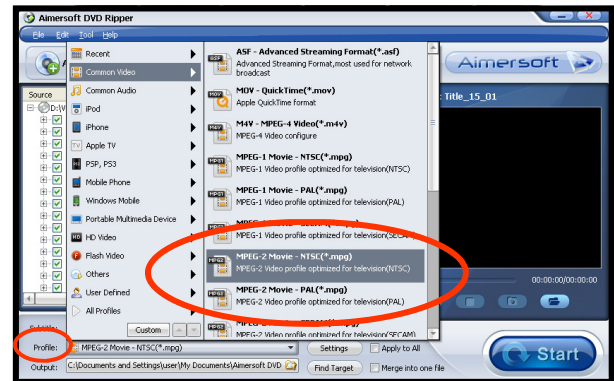 Aimersoft DVD Ripper
File Edit Tool Help
Aimersoft
Source
Title_15_01
D:\V
Recent
Common Video
Common Audio
iPod
iPhone
Apple TV
PSP, PS3
Mobile Phone
Windows Mobile
Portable Multimedia Device
HD Video
Flash Video
Others
User Defined
All Profiles
Custom
ASF - Advanced Streaming Format(*.asf)
Advanced Streaming Format,most used for network
broadcast
MOV - QuickTime(*.mov)
Apple QuickTime format
M4V - MPEG-4 Video(*.m4v)
MPEG-4 Video configure
MPEG-1 Movie - NTSC(*.mpg)
MPEG-1 Video profile optimized for television(NTSC)
MPEG-1 Movie - PAL(*.mpg)
MPEG-1 Video profile optimized for television(PAL)
MPEG-1 Video profile optimized for television(SECAM)
MPEG-2 Movie - NTSC(*.mpg)
MPEG-2 Video profile optimized for television(NTSC)
MPEG-2 Movie - PAL(*.mpg)
MPEG-2 Video profile optimized for television(PAL)
MPEG-2 Video profile optimized for television(SECAM)
00:00:00/00:00:00
Profile: MPEG-2 Movie - NTSC(*.mpg) Settings Apply to All
Output: C:\Documents and Settings\user\My Documents\Aimersoft DVD Find Target Merge into one file
Start